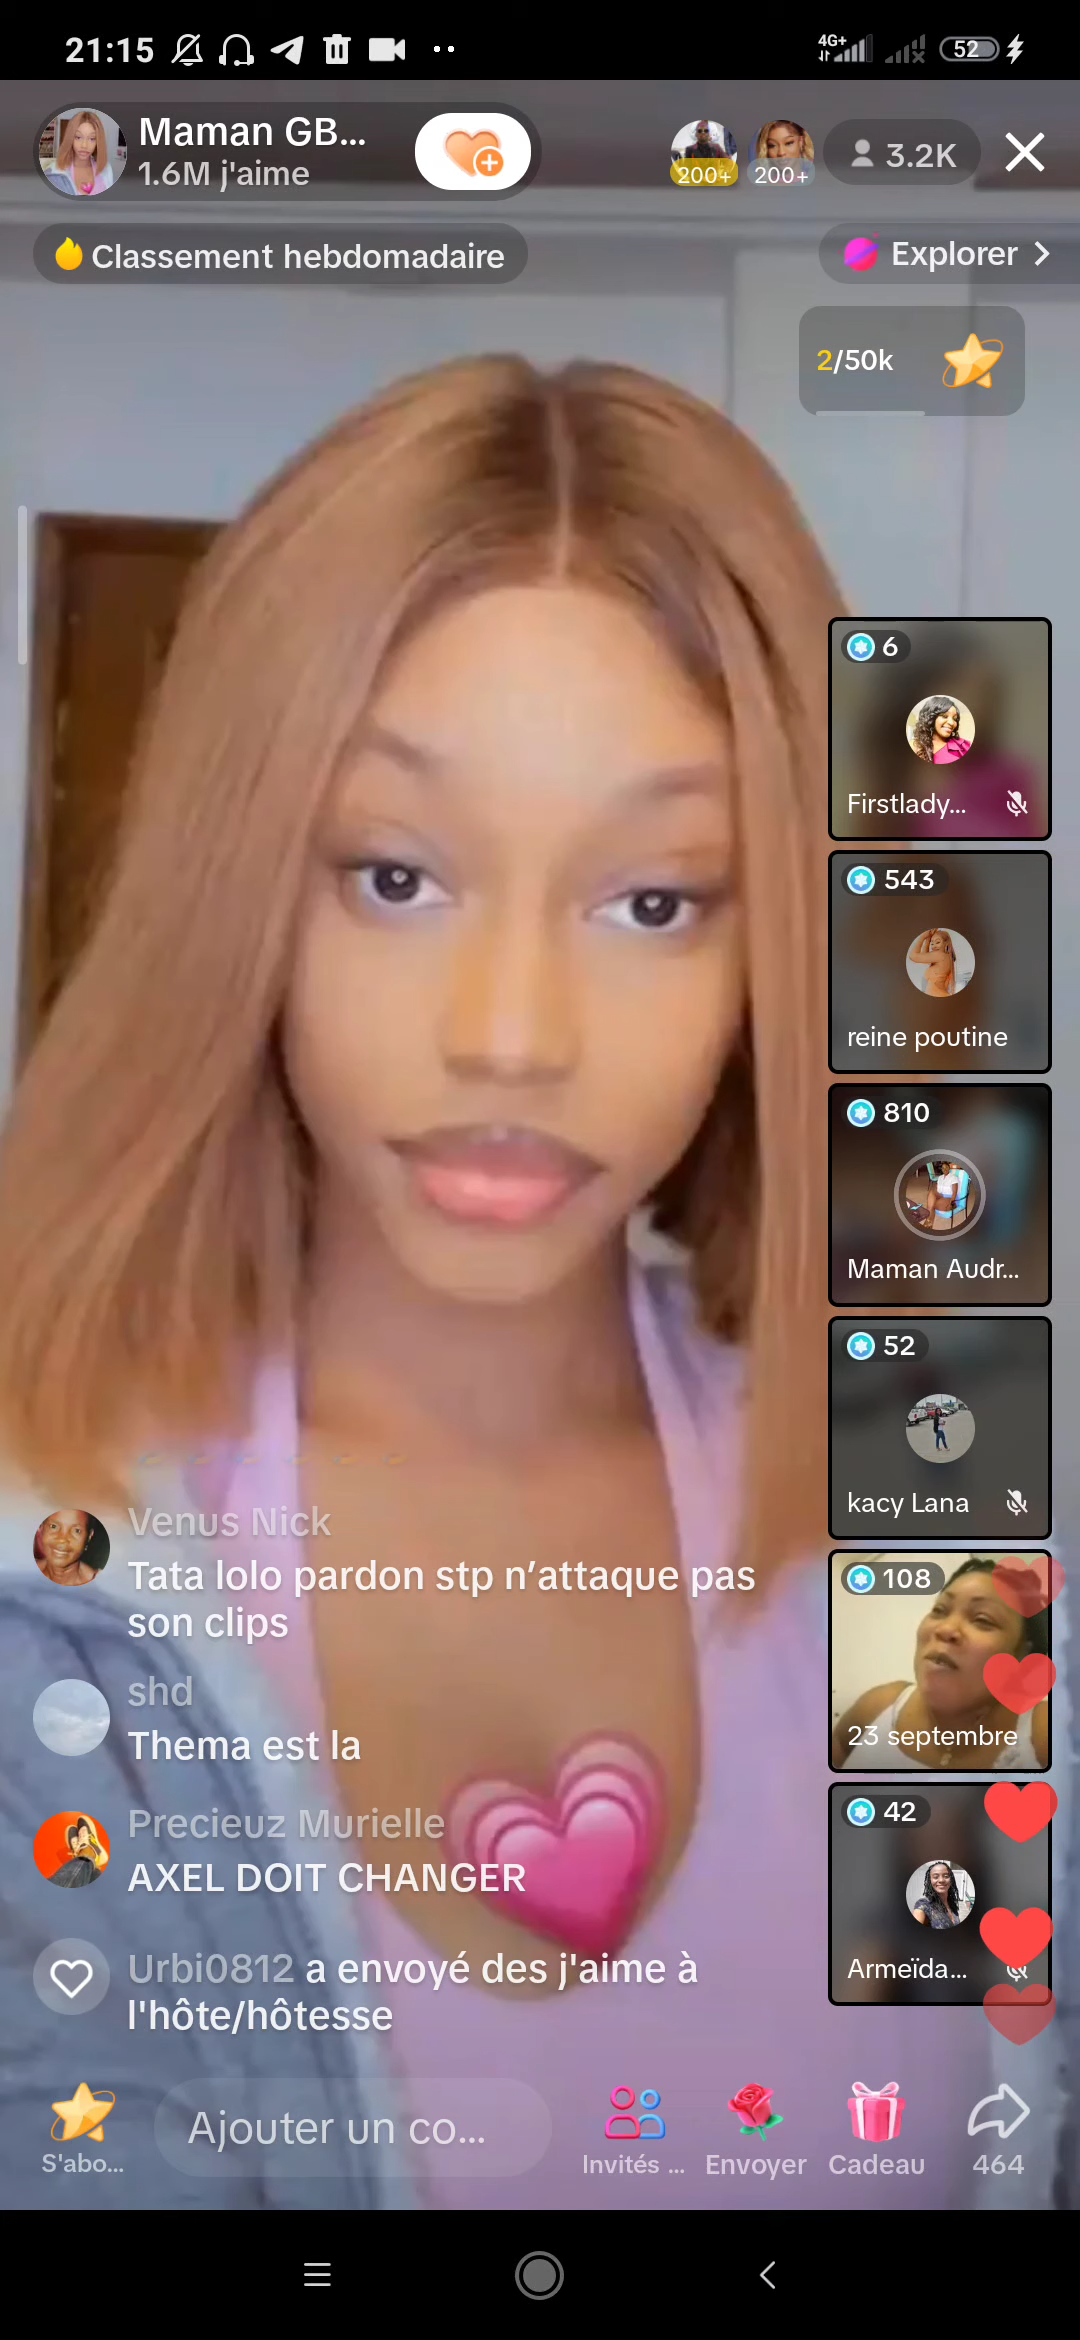 21:15
4G+
52
Maman GB...
1.6M j'aime
200+
200+
3.2K
Classement hebdomadaire
Explorer
2/50k
6
Firstlady...
543
reine poutine
810
Maman Audr...
52
kacy Lana
108
23 septembre
42
Armeïda...
Venus Nick
Tata lolo pardon stp n’attaque pas
son clips
shd
Thema est la
Precieuz Murielle
AXEL DOIT CHANGER
Urbi0812 a envoyé des j'aime à
l'hôte/hôtesse
S'abo...
Ajouter un co...
Invités ...
Envoyer
Cadeau
464